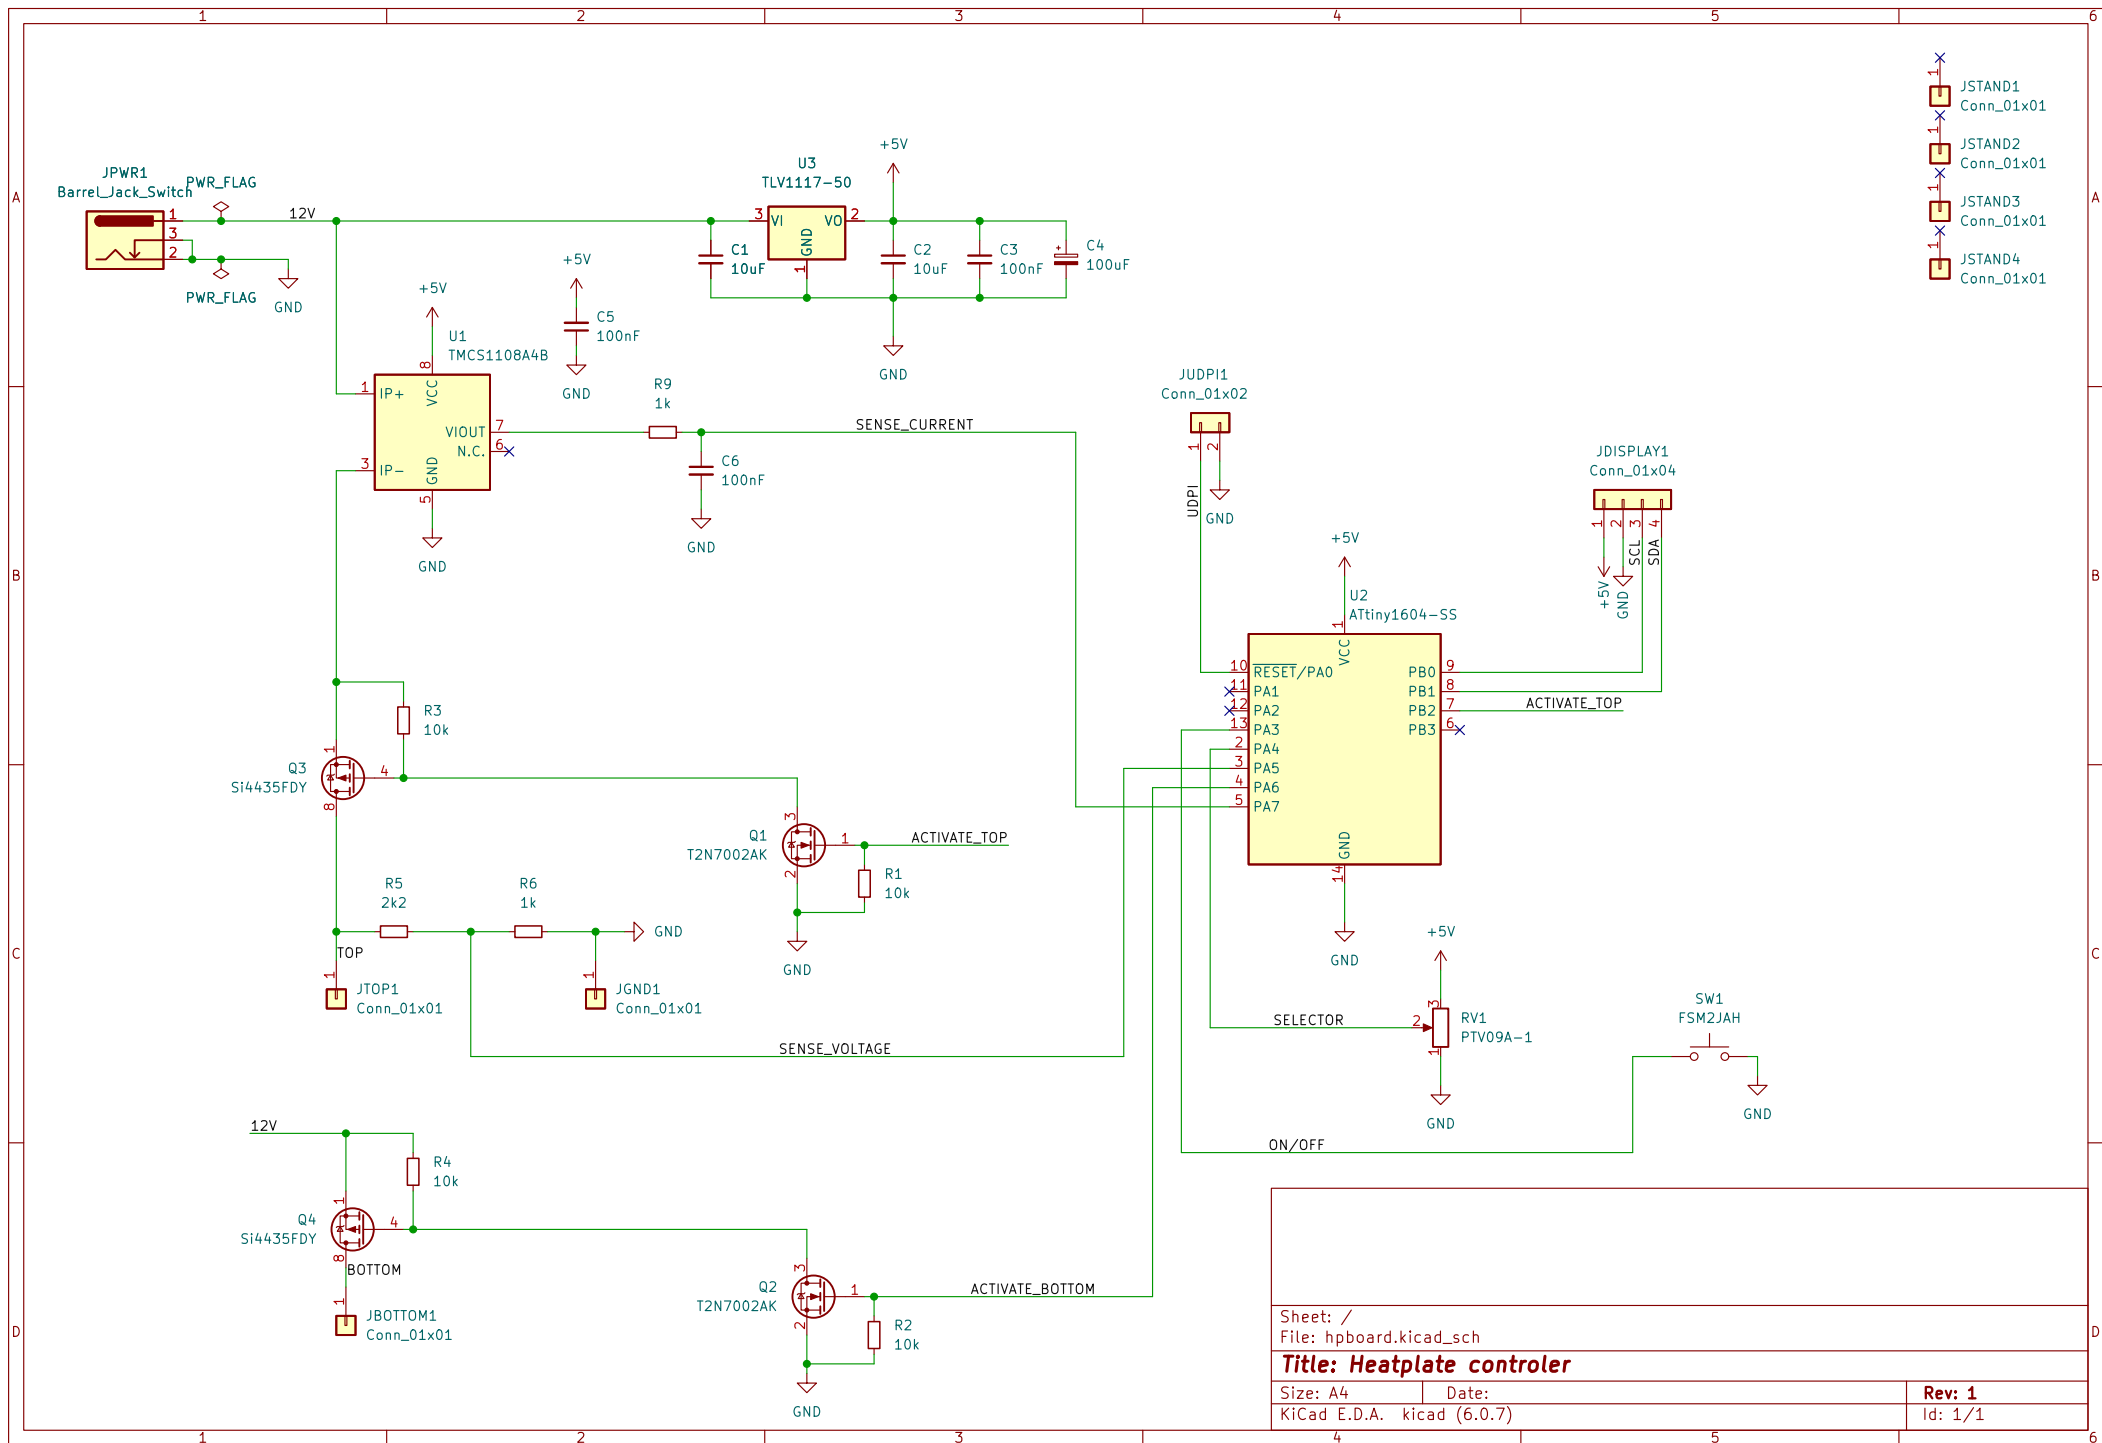 1 2 3 4 5 6
A
B
C
D
A
B
C
D
1 2 3 4 5 6
JPWR1
Barrel_Jack_Switch
1
3
2
PWR_FLAG
PWR_FLAG
GND
12V
U3
TLV1117-50
3 VI
VO 2
GND
1
+5V
C1
10uF
C2
10uF
C3
100nF
C4
+
100uF
GND
+5V
C5
100nF
GND
+5V
U1
TMCS1108A4B
8
VCC
1 IP+
3 IP-
VIOUT 7
N.C. 6
GND
5
GND
R9
1k
C6
100nF
GND
SENSE_CURRENT
JSTAND1
Conn_01x01
1
JSTAND2
Conn_01x01
1
JSTAND3
Conn_01x01
1
JSTAND4
Conn_01x01
1
JUDPI1
Conn_01x02
1
2
UDPI
GND
JDISPLAY1
Conn_01x04
1
2
3
4
SCL
SDA
+5V
GND
+5V
U2
ATtiny1604-SS
1
VCC
10 RESET/PA0
11 PA1
12 PA2
13 PA3
2 PA4
3 PA5
4 PA6
5 PA7
PB0 9
PB1 8
PB2 7
PB3 6
GND
14
GND
ACTIVATE_TOP
R3
10k
Q3
Si4435FDY
1
4
8
Q1
T2N7002AK
3
1
2
ACTIVATE_TOP
R1
10k
GND
R5
2k2
R6
1k
GND
TOP
1
JTOP1
Conn_01x01
1
JGND1
Conn_01x01
SENSE_VOLTAGE
+5V
SELECTOR
3
2
1
RV1
PTV09A-1
GND
SW1
FSM2JAH
GND
ON/OFF
12V
R4
10k
Q4
Si4435FDY
1
4
8
BOTTOM
1
JBOTTOM1
Conn_01x01
Q2
T2N7002AK
3
1
2
ACTIVATE_BOTTOM
R2
10k
GND
Sheet: /
File: hpboard.kicad_sch
Title: Heatplate controler
Size: A4 Date: Rev: 1
KiCad E.D.A. kicad (6.0.7) Id: 1/1